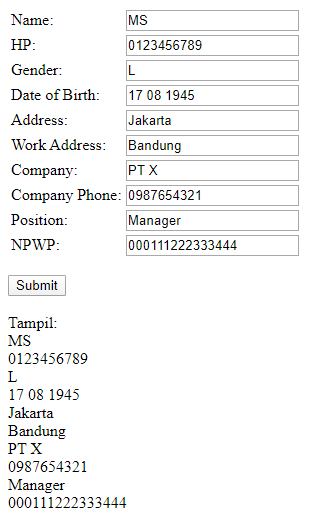 Name: MS
HP: 0123456789
Gender: L
Date of Birth: 17 08 1945
Address: Jakarta
Work Address: Bandung
Company: PT X
Company Phone: 0987654321
Position: Manager
NPWP: 000111222333444
Submit
Tampil:
MS
0123456789
L
17 08 1945
Jakarta
Bandung
PT X
0987654321
Manager
000111222333444